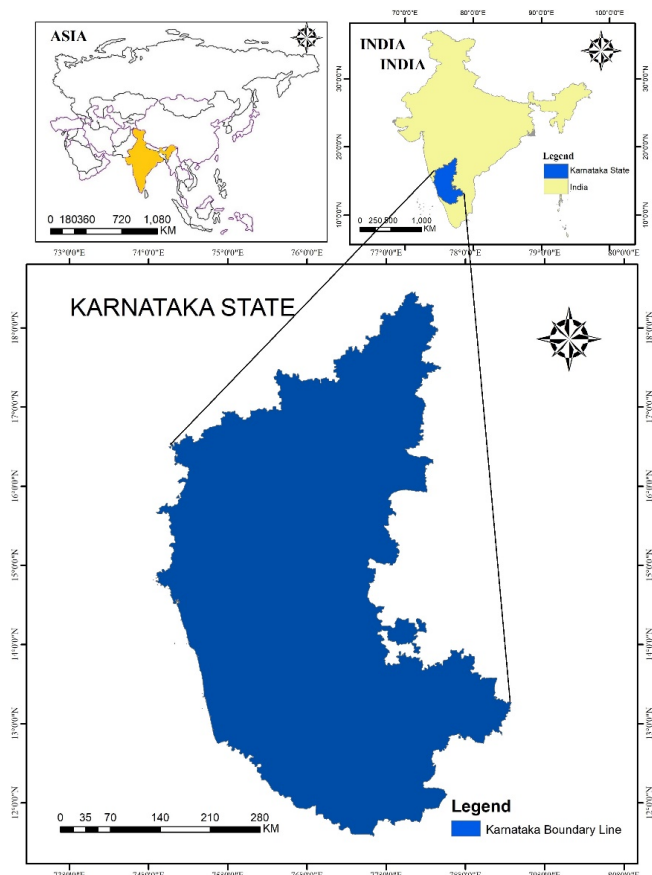 ASIA
0 180360 720 1,080
KM
70°0'0"E 80°0'0"E 90°0'0"E 100°0'0"E
INDIA
INDIA
30°0'0"N
20°0'0"N
10°0'0"N
Legend
Karnataka State
India
0 250 500 1,000
KM
73°0'0"E 74°0'0"E 75°0'0"E 76°0'0"E 77°0'0"E 78°0'0"E 79°0'0"E 80°0'0"E
KARNATAKA STATE
18°0'0"N
17°0'0"N
16°0'0"N
15°0'0"N
14°0'0"N
13°0'0"N
12°0'0"N
0 35 70 140 210 280
KM
Legend
Karnataka Boundary Line